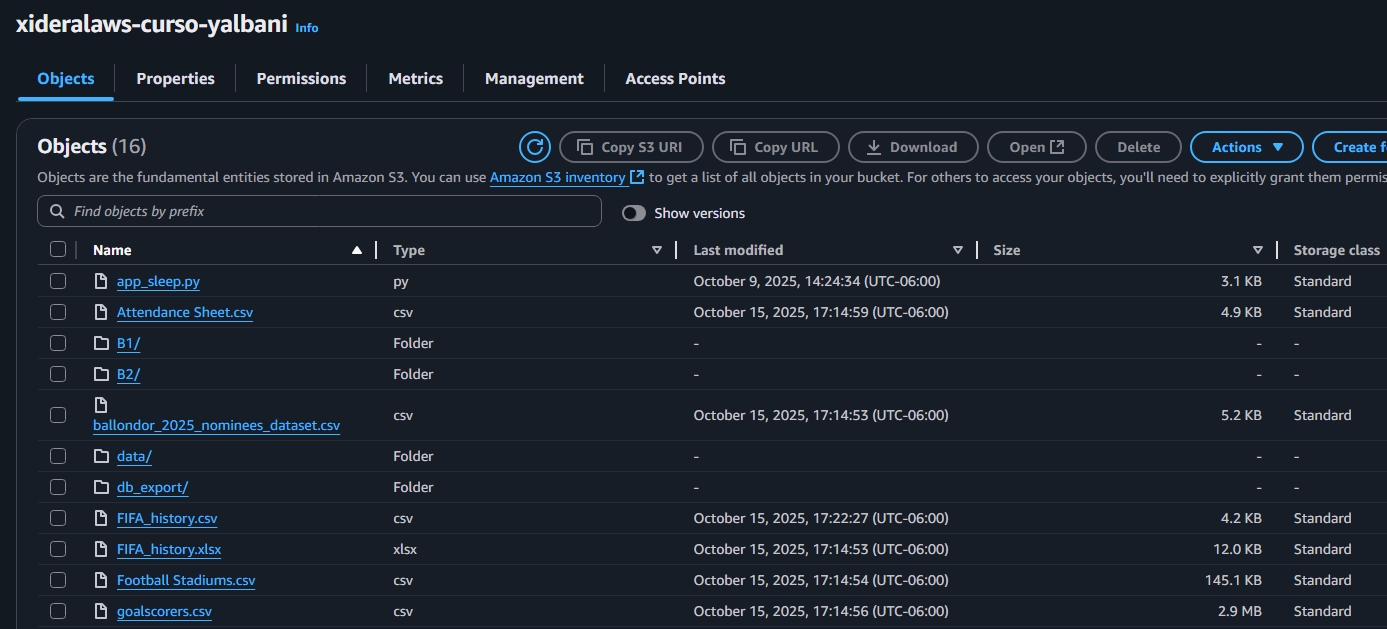 xideralaws-curso-yalbani Info
Objects Properties Permissions Metrics Management Access Points
Objects (16) Copy S3 URI Copy URL Download Open Delete Actions Create
Objects are the fundamental entities stored in Amazon S3. You can use Amazon S3 inventory to get a list of all objects in your bucket. For others to access your objects, you'll need to explicitly grant them
Find objects by prefix Show versions
Name Type Last modified Size Storage class
app_sleep.py py October 9, 2025, 14:24:34 (UTC-06:00) 3.1 KB Standard
Attendance Sheet.csv csv October 15, 2025, 17:14:59 (UTC-06:00) 4.9 KB Standard
B1/ Folder - - -
B2/ Folder - - -
ballondor_2025_nominees_dataset.csv csv October 15, 2025, 17:14:53 (UTC-06:00) 5.2 KB Standard
data/ Folder - - -
db_export/ Folder - - -
FIFA_history.csv csv October 15, 2025, 17:22:27 (UTC-06:00) 4.2 KB Standard
FIFA_history.xlsx xlsx October 15, 2025, 17:14:53 (UTC-06:00) 12.0 KB Standard
Football Stadiums.csv csv October 15, 2025, 17:14:54 (UTC-06:00) 145.1 KB Standard
goalscorers.csv csv October 15, 2025, 17:14:56 (UTC-06:00) 2.9 MB Standard